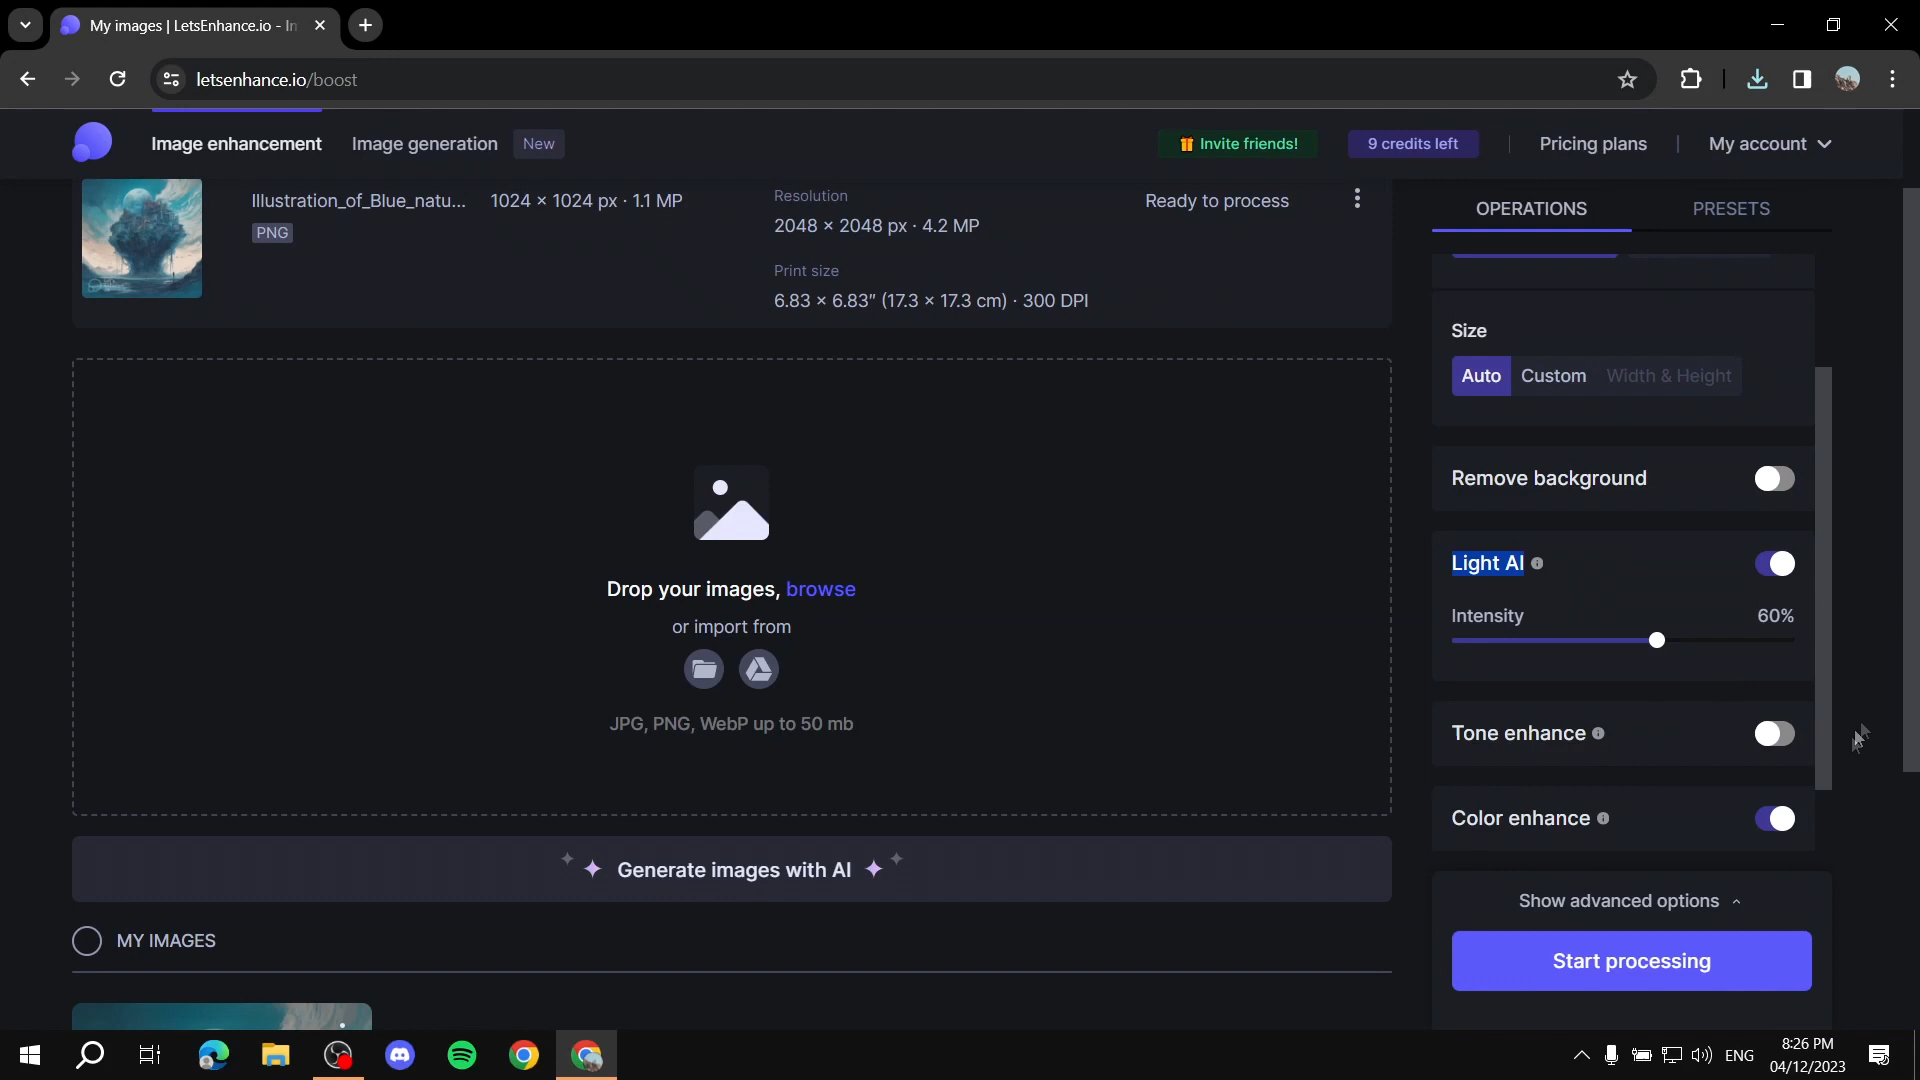 My images | LetsEnhance.io - In
letsenhance.io/boost
Image enhancement
Image generation
New
Invite friends!
9 credits left
Pricing plans
My account
Illustration_of_Blue_natu...
PNG
1024 × 1024 px · 1.1 MP
Resolution
2048 × 2048 px · 4.2 MP
Print size
6.83 × 6.83″ (17.3 × 17.3 cm) · 300 DPI
Ready to process
OPERATIONS
PRESETS
Size
Auto
Custom
Width & Height
Remove background
Light AI
Intensity
60%
Tone enhance
Color enhance
Show advanced options
Start processing
Drop your images, browse
or import from
JPG, PNG, WebP up to 50 mb
Generate images with AI
MY IMAGES
ENG
8:26 PM
04/12/2023